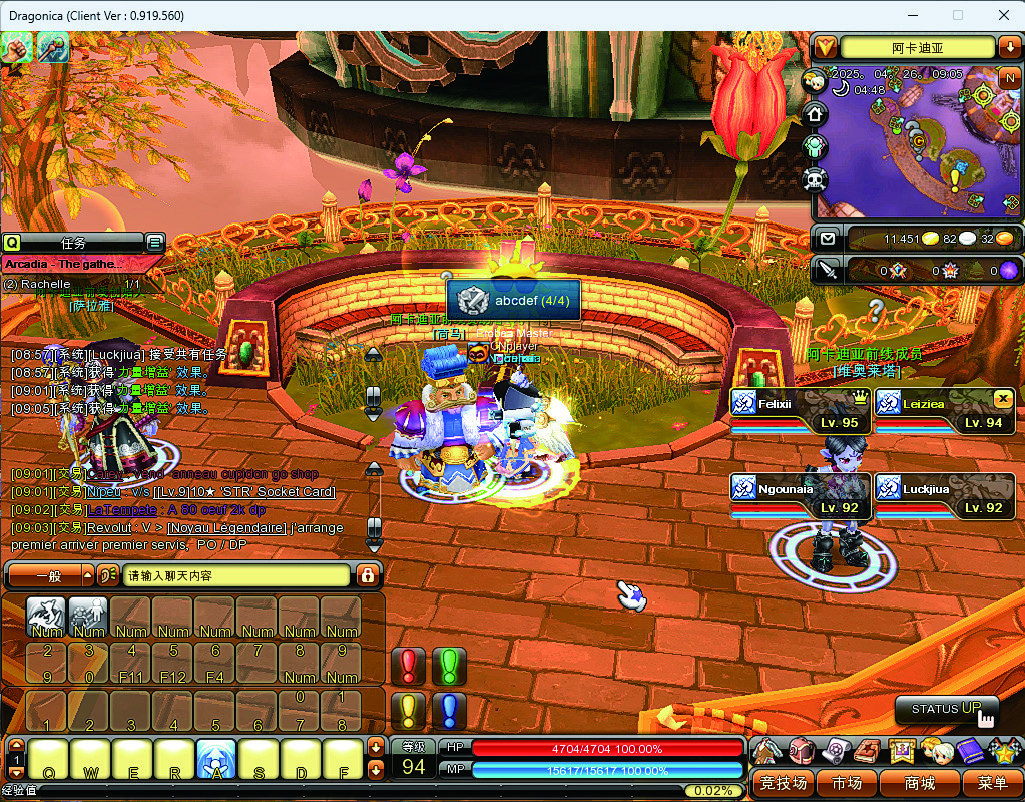 Dragonica (Client Ver : 0.919.560)
阿卡迪亚
2025。 04。 26。 09:05
04:48
N
11.451 82 32
0 0 0
Q 任务
Arcadia - The gathe...
(2) Rachelle 1/1
[萨拉雅]
abcdef (4/4)
[荷马]
阿卡迪亚前线成员
[维奥莱塔]
[08:57][系统][Luckjiua] 接受共有任务
[08:57][系统]获得'力量增益' 效果。
[09:01][系统]获得'力量增益' 效果。
[09:05][系统]获得'力量增益' 效果。
Felixii
Lv. 95
Leiziea
Lv. 94
Ngounaia
Lv. 92
Luckjiua
Lv. 92
[09:01][交易]Carsy : vend anneau cupidon go shop
[09:01][交易]Nipeu : v/s [[Lv.9]10★ 'STR' Socket Card]
[09:02][交易]LaTempete : A 80 oeuf 2k dp
[09:03][交易]Revolut : V > [Noyau Légendaire] j'arrange
premier arriver premier servis, PO / DP
一般
请输入聊天内容
Num Num Num Num Num Num Num Num
2 3 4 5 6 7 8 9
9 0 F11 F12 F4 Num Num
0 1
1 2 3 4 5 6 7 8
STATUS UP
1
Q W E R A S D F
等级
94
HP 4704/4704 100.00%
MP 15617/15617 100.00%
经验值
0.02%
竞技场 市场 商城 菜单